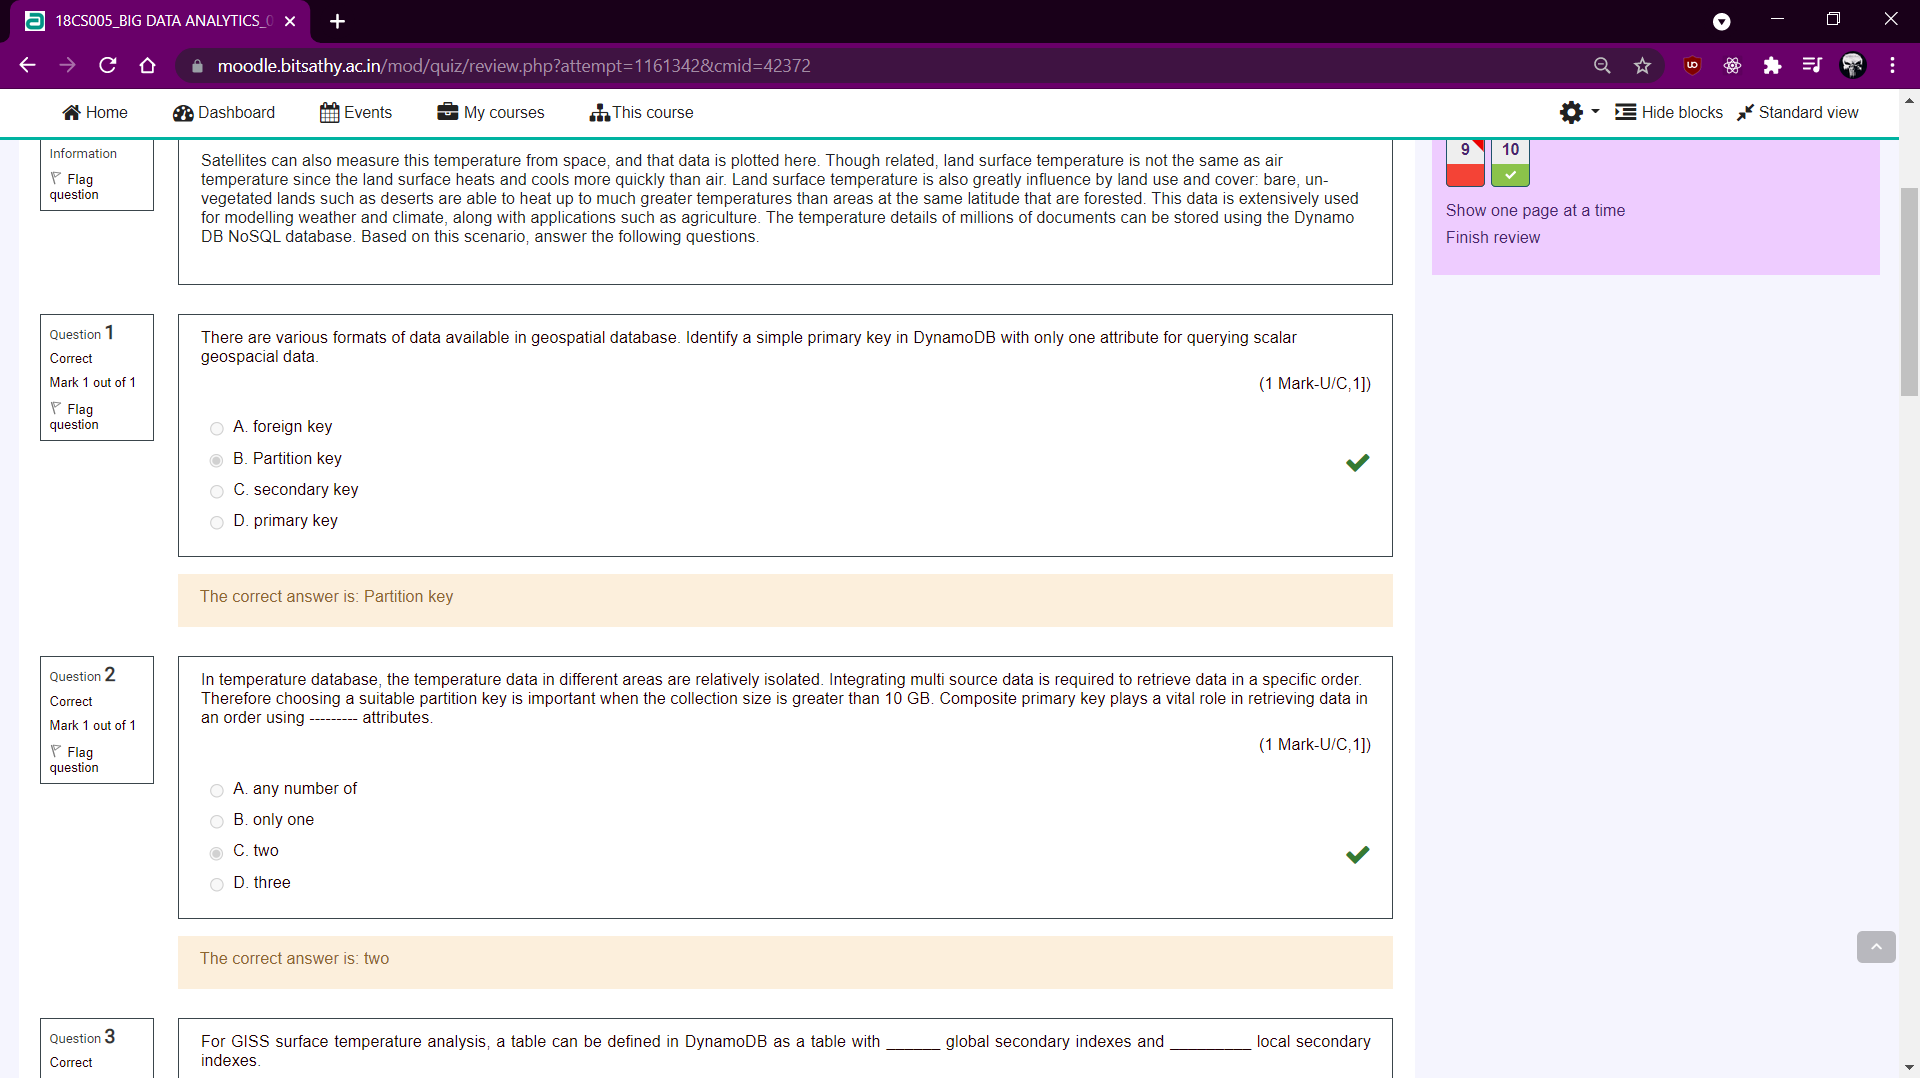 18CS005_BIG DATA ANALYTICS_0
moodle.bitsathy.ac.in/mod/quiz/review.php?attempt=1161342&cmid=42372
Home
Dashboard
Events
My courses
This course
Hide blocks
Standard view
Information
Flag
question
Satellites can also measure this temperature from space, and that data is plotted here. Though related, land surface temperature is not the same as air
temperature since the land surface heats and cools more quickly than air. Land surface temperature is also greatly influence by land use and cover: bare, un-
vegetated lands such as deserts are able to heat up to much greater temperatures than areas at the same latitude that are forested. This data is extensively used
for modelling weather and climate, along with applications such as agriculture. The temperature details of millions of documents can be stored using the Dynamo
DB NoSQL database. Based on this scenario, answer the following questions.
9 10
Show one page at a time
Finish review
Question 1
Correct
Mark 1 out of 1
Flag
question
There are various formats of data available in geospatial database. Identify a simple primary key in DynamoDB with only one attribute for querying scalar
geospacial data.
(1 Mark-U/C,1])
A. foreign key
B. Partition key
C. secondary key
D. primary key
The correct answer is: Partition key
Question 2
Correct
Mark 1 out of 1
Flag
question
In temperature database, the temperature data in different areas are relatively isolated. Integrating multi source data is required to retrieve data in a specific order.
Therefore choosing a suitable partition key is important when the collection size is greater than 10 GB. Composite primary key plays a vital role in retrieving data in
an order using --------- attributes.
(1 Mark-U/C,1])
A. any number of
B. only one
C. two
D. three
The correct answer is: two
Question 3
Correct
For GISS surface temperature analysis, a table can be defined in DynamoDB as a table with ______ global secondary indexes and _________ local secondary
indexes.